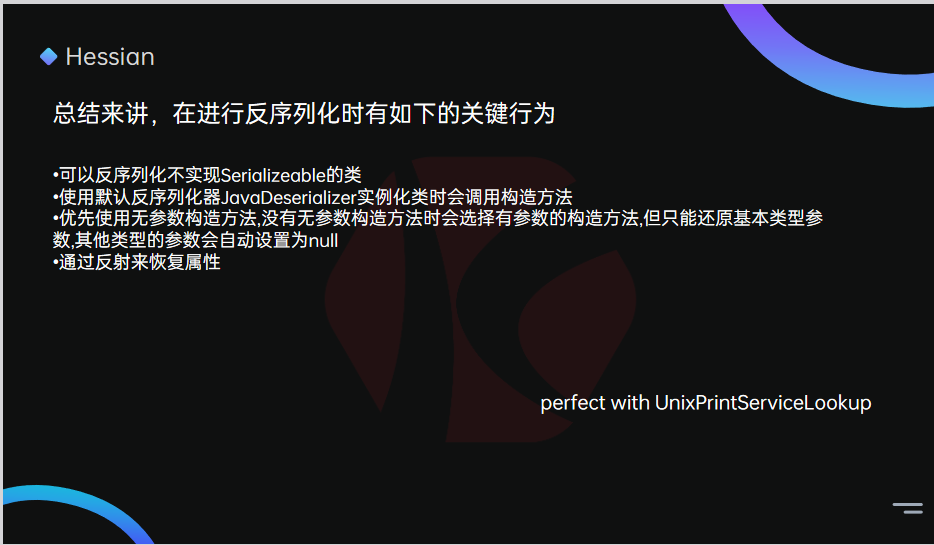 Hessian
总结来讲，在进行反序列化时有如下的关键行为
•可以反序列化不实现Serializeable的类
•使用默认反序列化器JavaDeserializer实例化类时会调用构造方法
•优先使用无参数构造方法,没有无参数构造方法时会选择有参数的构造方法,但只能还原基本类型参
数,其他类型的参数会自动设置为null
•通过反射来恢复属性
perfect with UnixPrintServiceLookup